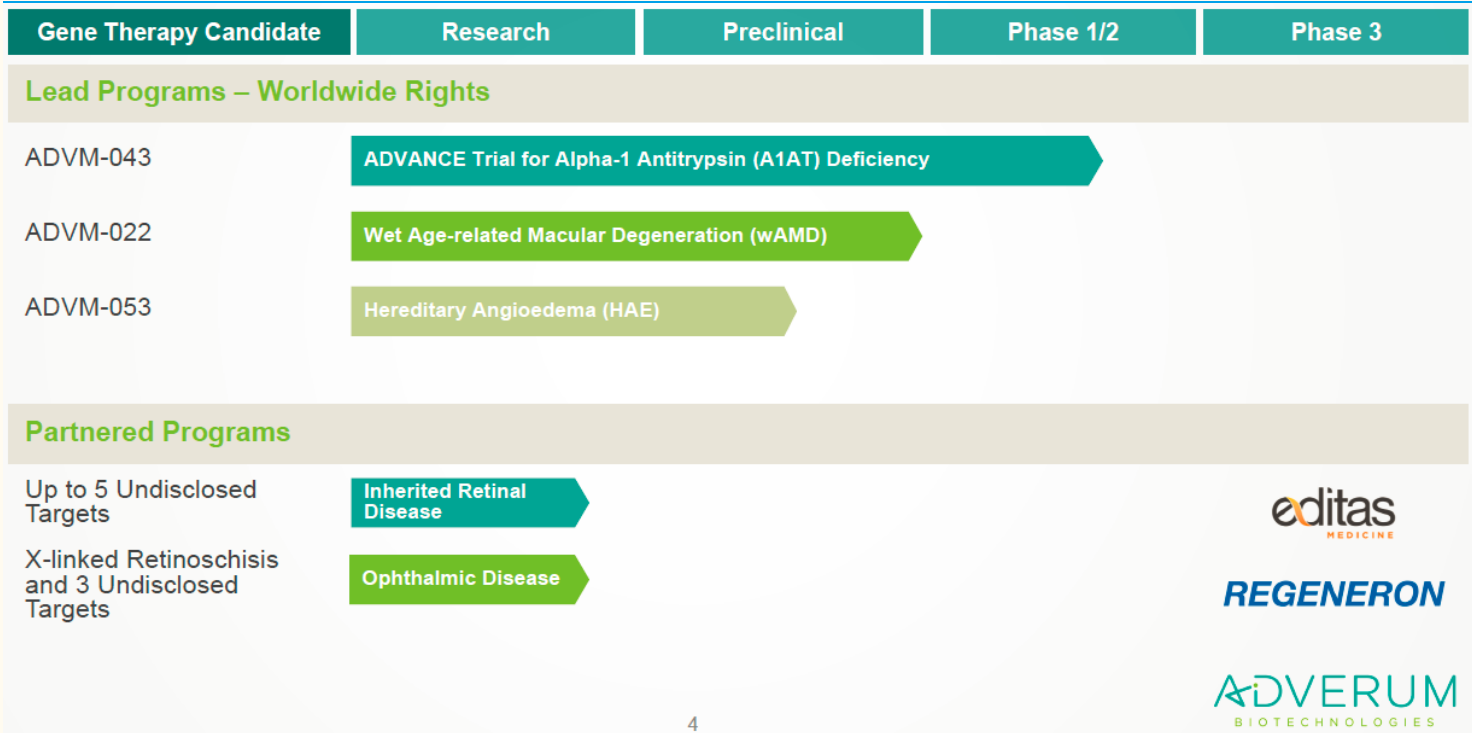 Gene Therapy Candidate Research Preclinical Phase 1/2 Phase 3
Lead Programs – Worldwide Rights
ADVM-043 ADVANCE Trial for Alpha-1 Antitrypsin (A1AT) Deficiency
ADVM-022 Wet Age-related Macular Degeneration (wAMD)
ADVM-053 Hereditary Angioedema (HAE)
Partnered Programs
Up to 5 Undisclosed
Targets
Inherited Retinal
Disease
editas
MEDICINE
X-linked Retinoschisis
and 3 Undisclosed
Targets
Ophthalmic Disease
REGENERON
ADVERUM
BIOTECHNOLOGIES
4